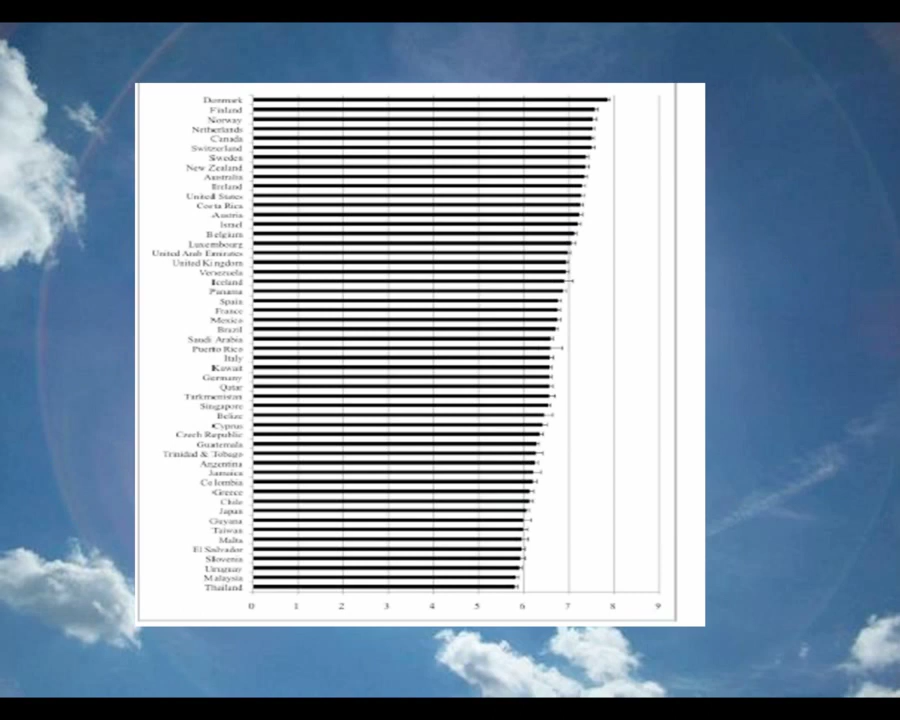 Denmark
Finland
Norway
Netherlands
Canada
Switzerland
Sweden
New Zealand
Australia
Ireland
United States
Costa Rica
Austria
Israel
Belgium
Luxembourg
United Arab Emirates
United Kingdom
Venezuela
Iceland
Panama
Spain
France
Mexico
Brazil
Saudi Arabia
Puerto Rico
Italy
Kuwait
Germany
Qatar
Turkmenistan
Singapore
Belize
Cyprus
Czech Republic
Guatemala
Trinidad & Tobago
Argentina
Jamaica
Colombia
Greece
Chile
Japan
Guyana
Taiwan
Malta
El Salvador
Slovenia
Uruguay
Malaysia
Thailand
0 1 2 3 4 5 6 7 8 9